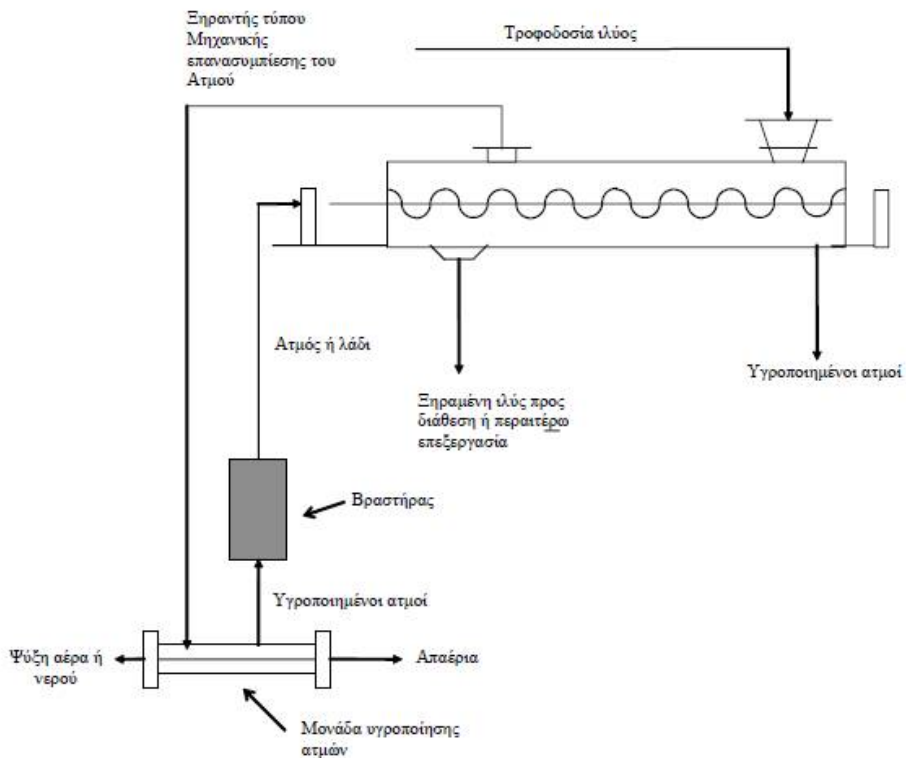 Ξηραντής τύπου
Μηχανικής
επανασυμπίεσης του
Ατμού
Τροφοδοσία ιλύος
Ατμός ή λάδι
Υγροποιημένοι ατμοί
Ξηραμένη ιλύς προς
διάθεση ή περαιτέρω
επεξεργασία
Βραστήρας
Υγροποιημένοι ατμοί
Ψύξη αέρα ή
νερού
Απαέρια
Μονάδα υγροποίησης
ατμών